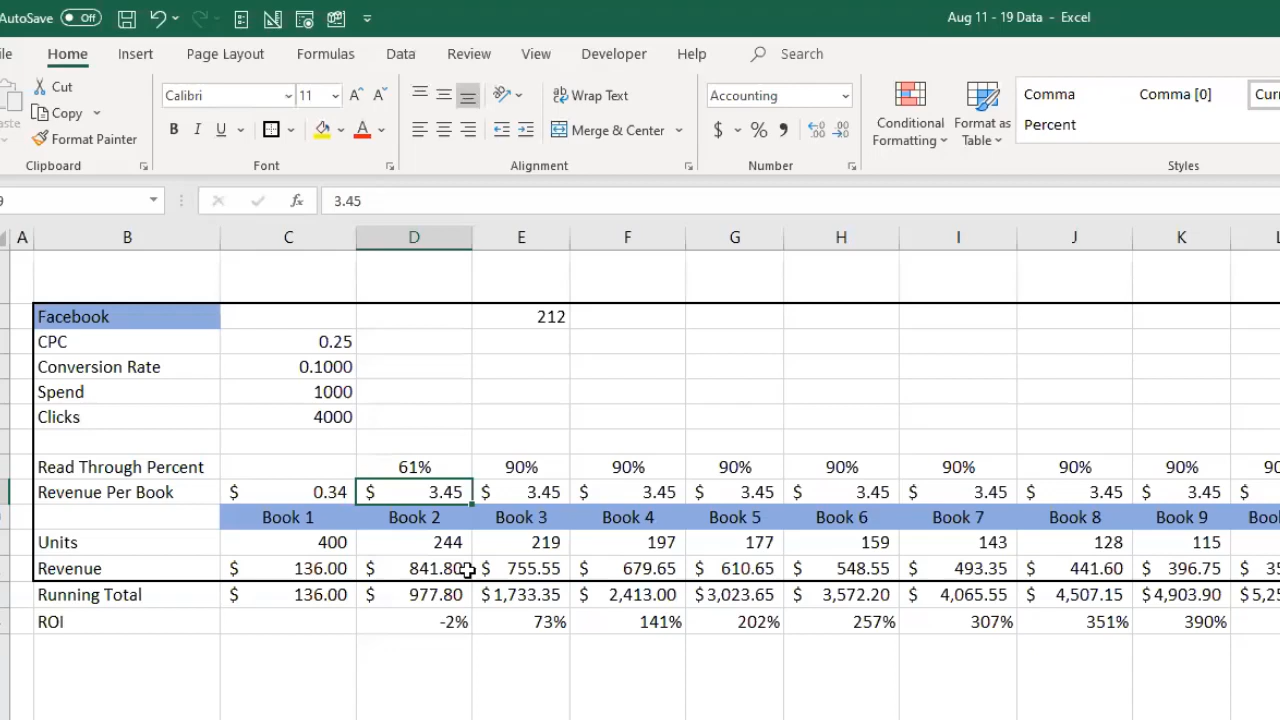 AutoSave Off Aug 11 - 19 Data - Excel
Home Insert Page Layout Formulas Data Review View Developer Help Search
Cut
Copy
Format Painter
Clipboard
Calibri 11
B I U A
Font
ab Wrap Text
Merge & Center
Alignment
Accounting
$ % 9
Number
Conditional Formatting
Format as Table
Comma Comma [0]
Percent
Styles
fx 3.45
A B C D E F G H I J K
Facebook 212
CPC 0.25
Conversion Rate 0.1000
Spend 1000
Clicks 4000
Read Through Percent 61% 90% 90% 90% 90% 90% 90% 90%
Revenue Per Book $ 0.34 $ 3.45 $ 3.45 $ 3.45 $ 3.45 $ 3.45 $ 3.45 $ 3.45 $ 3.45 $
Book 1 Book 2 Book 3 Book 4 Book 5 Book 6 Book 7 Book 8 Book 9
Units 400 244 219 197 177 159 143 128 115
Revenue $ 136.00 $ 841.80 $ 755.55 $ 679.65 $ 610.65 $ 548.55 $ 493.35 $ 441.60 $ 396.75 $
Running Total $ 136.00 $ 977.80 $ 1,733.35 $ 2,413.00 $ 3,023.65 $ 3,572.20 $ 4,065.55 $ 4,507.15 $ 4,903.90
ROI -2% 73% 141% 202% 257% 307% 351% 390%